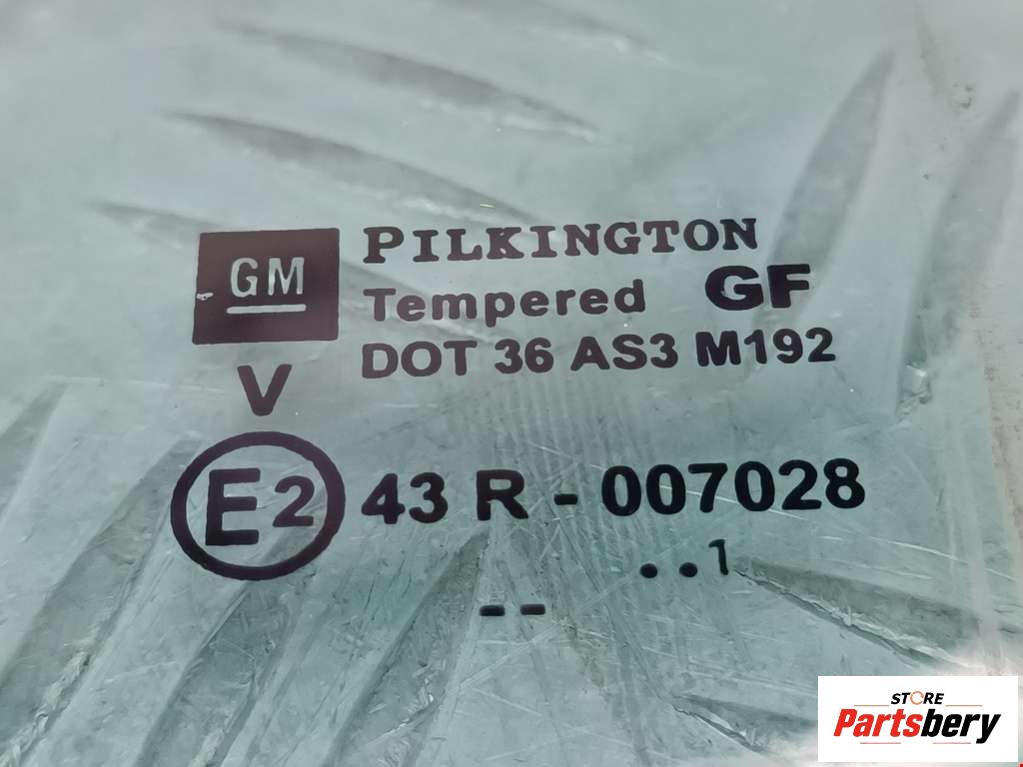 GM
PILKINGTON
Tempered GF
DOT 36 AS3 M192
V
E2 43 R - 007028
..1
--
STORE
Partsbery